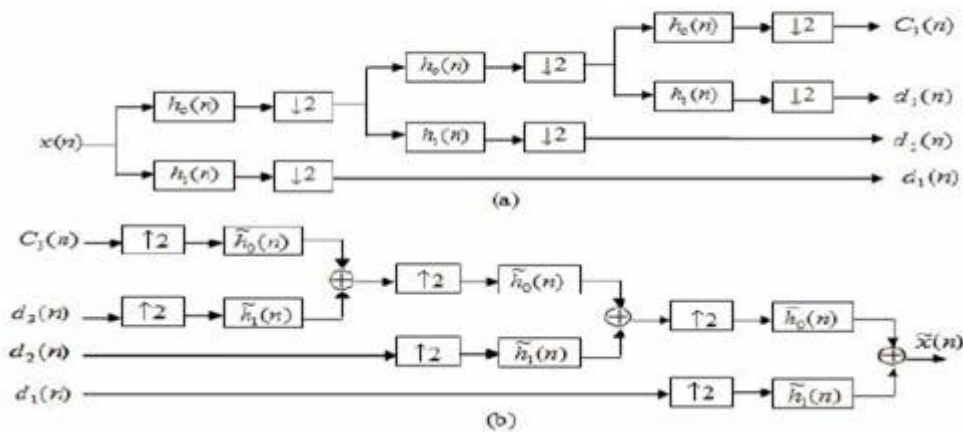 h₀(n) ↓2 C₃(n)
h₀(n) ↓2
h₁(n) ↓2 d₃(n)
h₀(n) ↓2
x(n)
h₁(n) ↓2 d₂(n)
h₁(n) ↓2 d₁(n)
(a)
C₃(n) ↑2 h̃₀(n)
↑2 h̃₀(n)
d₃(n) ↑2 h̃₁(n)
↑2 h̃₀(n)
x̃(n)
d₂(n) ↑2 h̃₁(n)
d₁(n) ↑2 h̃₁(n)
(b)